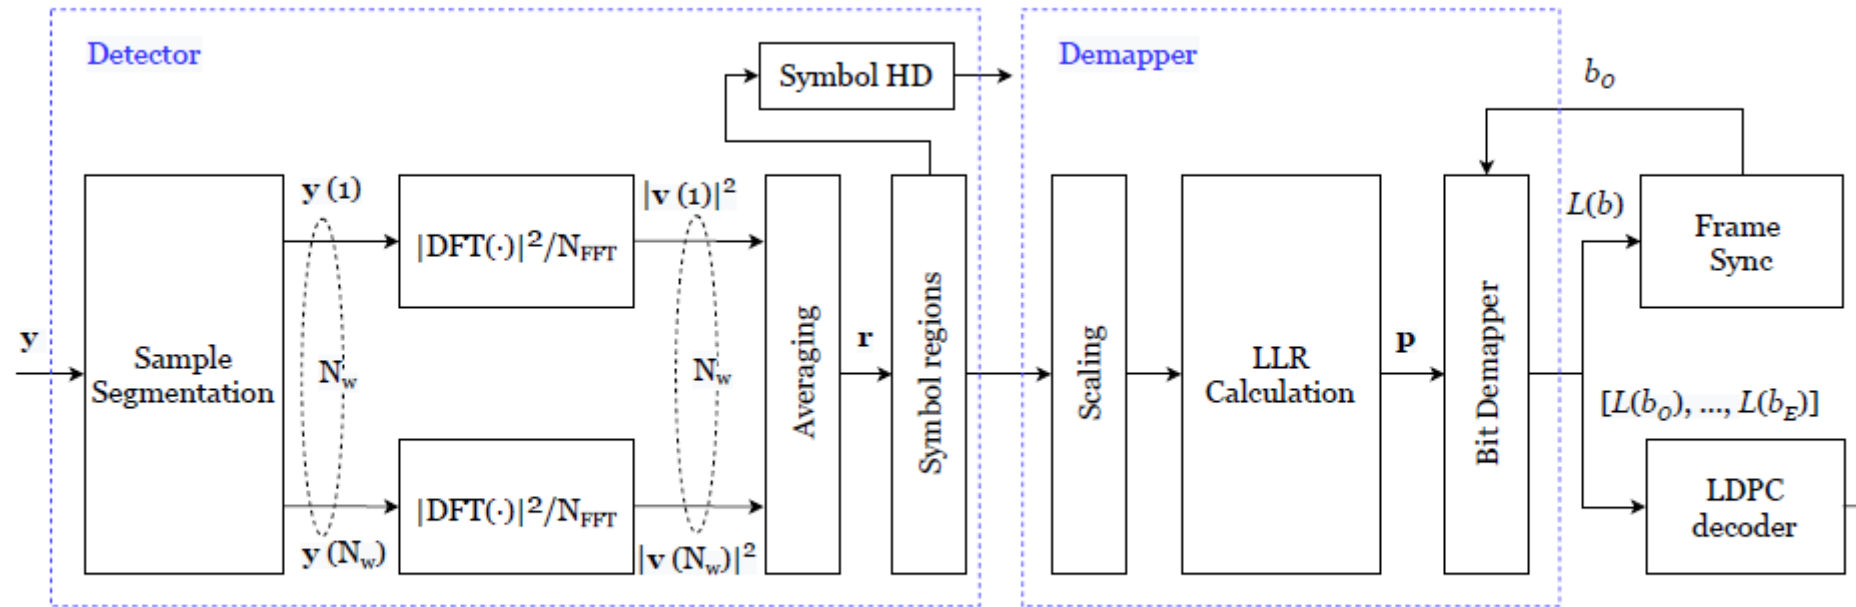 Detector
Symbol HD
Demapper
b_O
y
Sample
Segmentation
y (1)
N_w
y (N_w)
|DFT(·)|²/N_FFT
|DFT(·)|²/N_FFT
|v (1)|²
N_w
|v (N_w)|²
Averaging
r
Symbol regions
Scaling
LLR
Calculation
p
Bit Demapper
L(b)
Frame
Sync
[L(b_O), ..., L(b_E)]
LDPC
decoder